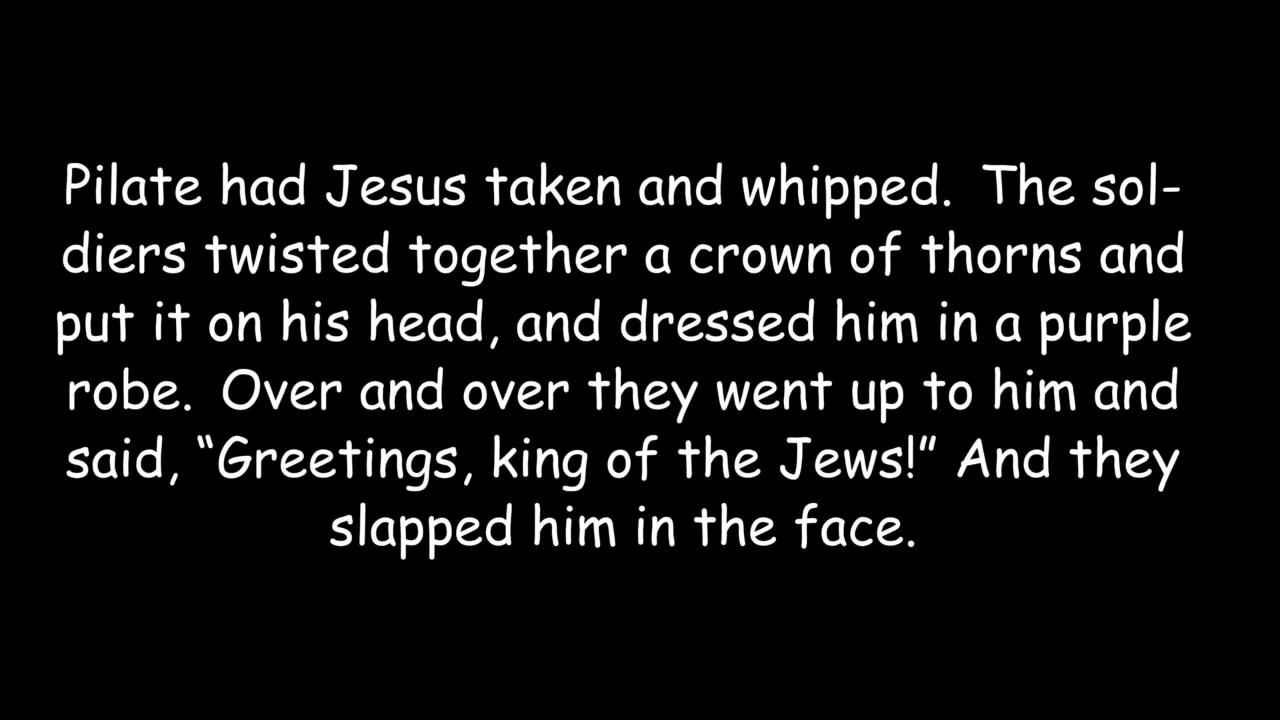 Pilate had Jesus taken and whipped.  The sol-
diers twisted together a crown of thorns and
put it on his head, and dressed him in a purple
robe.  Over and over they went up to him and
said, “Greetings, king of the Jews!” And they
slapped him in the face.